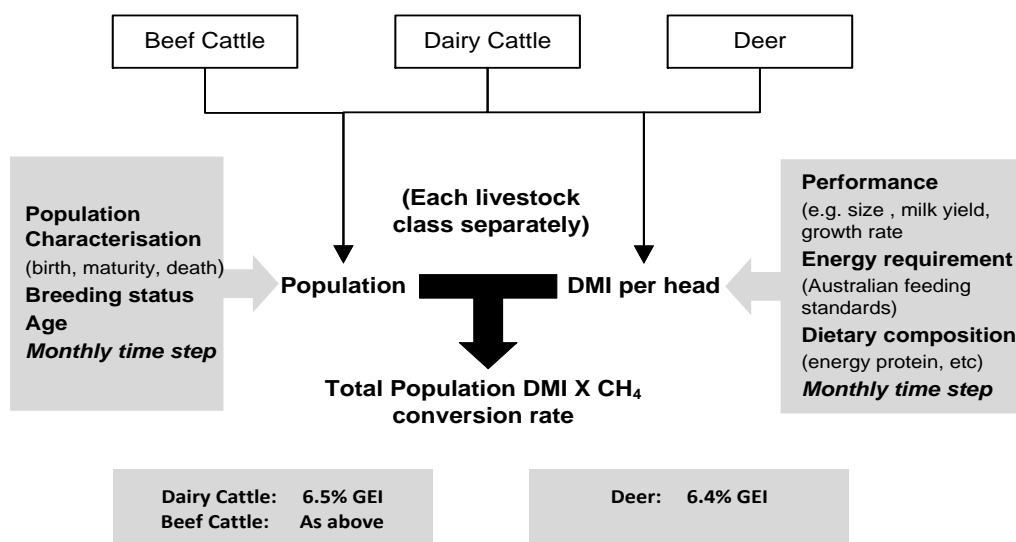 Beef Cattle
Dairy Cattle
Deer
(Each livestock
class separately)
Population
Characterisation
(birth, maturity, death)
Breeding status
Age
Monthly time step
Population
DMI per head
Performance
(e.g. size , milk yield,
growth rate
Energy requirement
(Australian feeding
standards)
Dietary composition
(energy protein, etc)
Monthly time step
Total Population DMI X CH₄
conversion rate
Dairy Cattle: 6.5% GEI
Beef Cattle: As above
Deer: 6.4% GEI